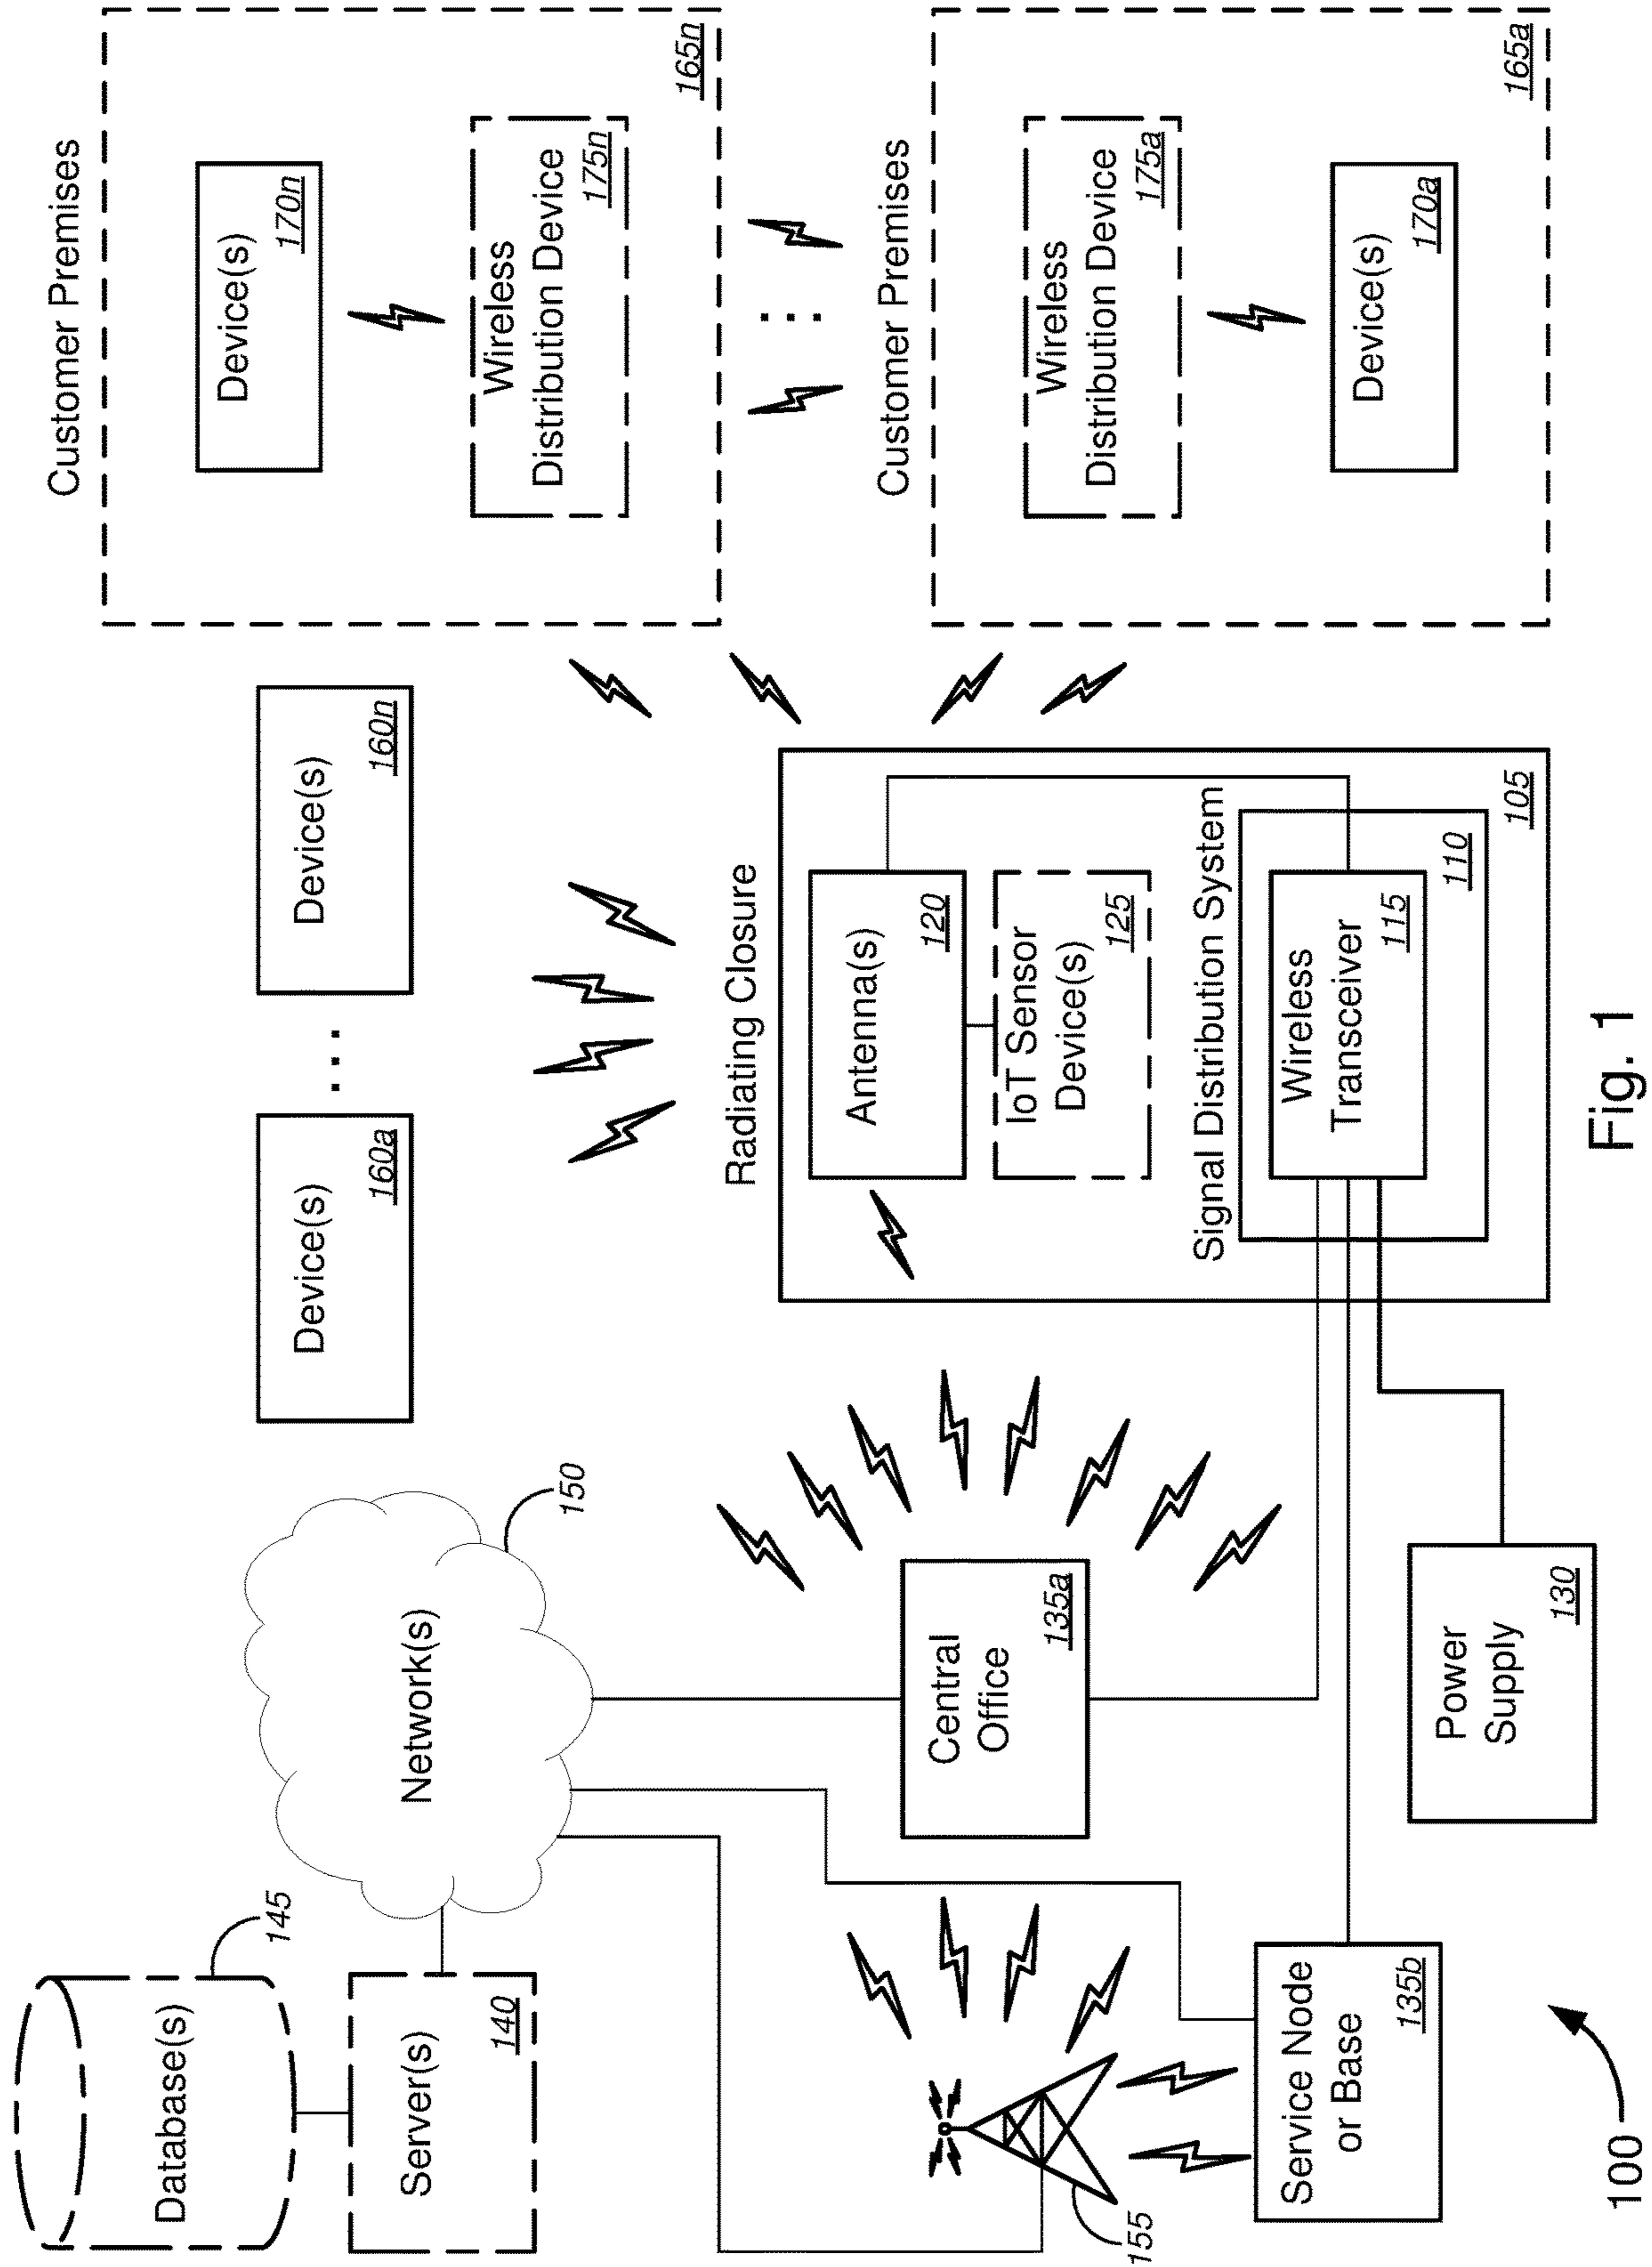 Database(s)
145
Server(s)
140
Network(s)
150
Device(s)
160a
...
Device(s)
160n
Customer Premises
Device(s)
170n
Wireless
Distribution Device
175n
165n
...
Customer Premises
Wireless
Distribution Device
175a
Device(s)
170a
165a
Radiating Closure
Antenna(s)
120
IoT Sensor
Device(s)
125
Signal Distribution System
Wireless
Transceiver
115
110
105
Central
Office
135a
155
Service Node
or Base
135b
Power
Supply
130
100
Fig. 1